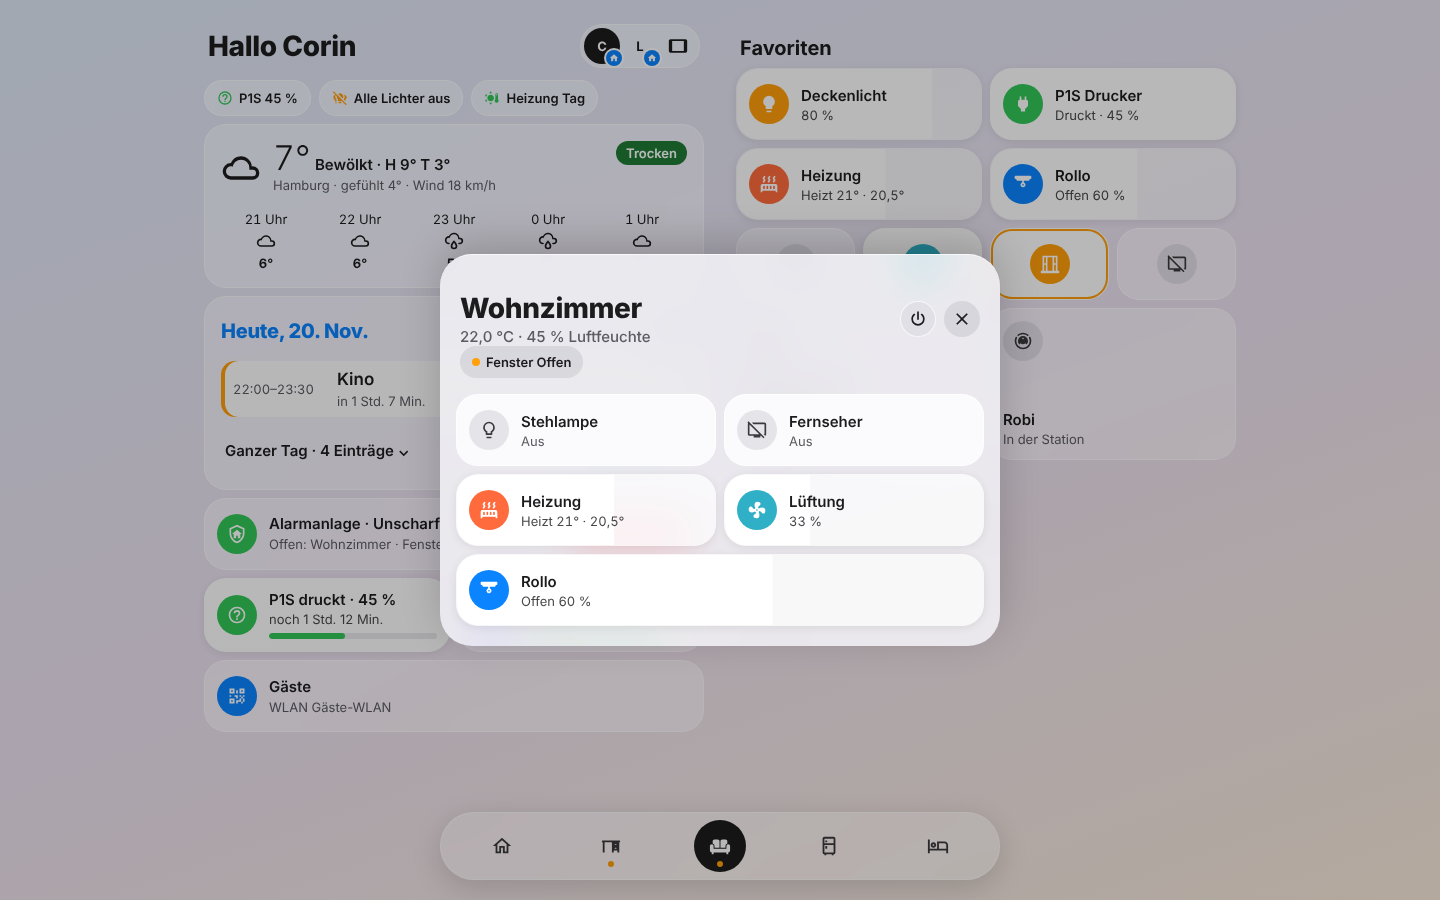 Hallo Corin
C
L
P1S 45 %
Alle Lichter aus
Heizung Tag
7°
Bewölkt · H 9° T 3°
Hamburg · gefühlt 4° · Wind 18 km/h
Trocken
21 Uhr
22 Uhr
23 Uhr
0 Uhr
1 Uhr
6°
6°
Heute, 20. Nov.
22:00–23:30
Kino
in 1 Std. 7 Min.
Ganzer Tag · 4 Einträge
Alarmanlage · Unscharf
Offen: Wohnzimmer · Fenste
P1S druckt · 45 %
noch 1 Std. 12 Min.
Gäste
WLAN Gäste-WLAN
Favoriten
Deckenlicht
80 %
P1S Drucker
Druckt · 45 %
Heizung
Heizt 21° · 20,5°
Rollo
Offen 60 %
Robi
In der Station
Wohnzimmer
22,0 °C · 45 % Luftfeuchte
Fenster Offen
Stehlampe
Aus
Fernseher
Aus
Heizung
Heizt 21° · 20,5°
Lüftung
33 %
Rollo
Offen 60 %